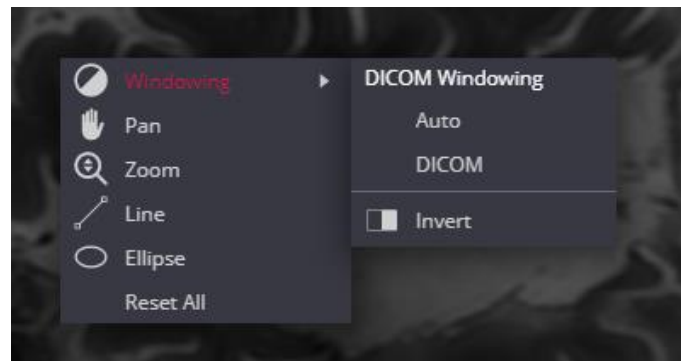 Windowing
Pan
Zoom
Line
Ellipse
Reset All
DICOM Windowing
Auto
DICOM
Invert